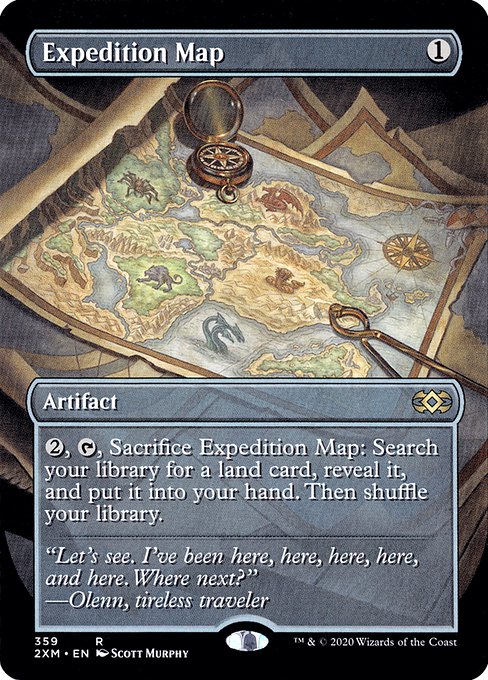 Expedition Map 1
Artifact
2, T, Sacrifice Expedition Map: Search
your library for a land card, reveal it,
and put it into your hand. Then shuffle
your library.
“Let’s see. I’ve been here, here, here, here,
and here. Where next?”
—Olenn, tireless traveler
359 R
2XM • EN Scott Murphy
™ & © 2020 Wizards of the Coast